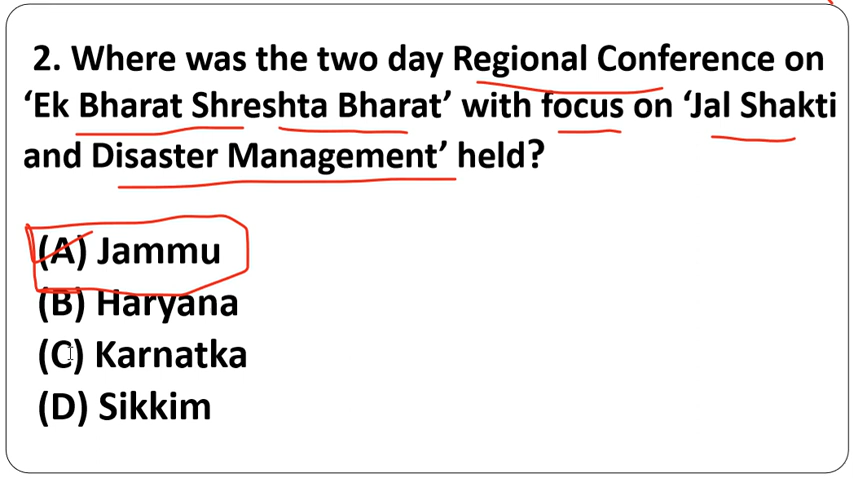 2. Where was the two day Regional Conference on
‘Ek Bharat Shreshta Bharat’ with focus on ‘Jal Shakti
and Disaster Management’ held?
(A) Jammu
(B) Haryana
(C) Karnatka
(D) Sikkim